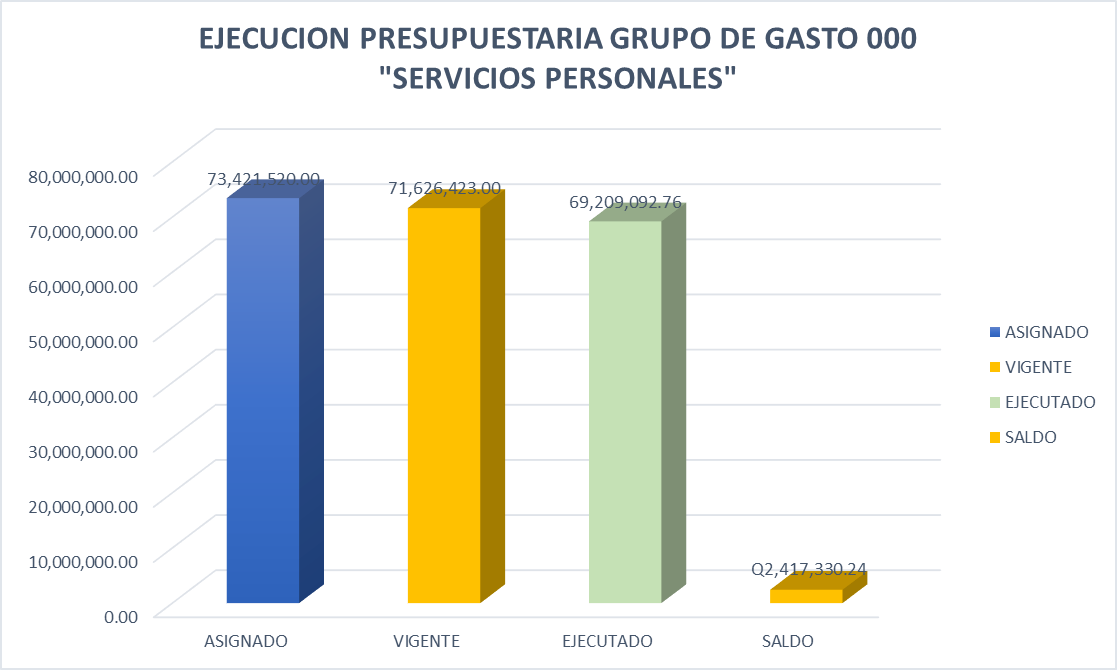 EJECUCION PRESUPUESTARIA GRUPO DE GASTO 000
"SERVICIOS PERSONALES"
80,000,000.00
70,000,000.00
60,000,000.00
50,000,000.00
40,000,000.00
30,000,000.00
20,000,000.00
10,000,000.00
0.00
73,421,520.00
71,626,423.00
69,209,092.76
Q2,417,330.24
ASIGNADO
VIGENTE
EJECUTADO
SALDO
ASIGNADO
VIGENTE
EJECUTADO
SALDO